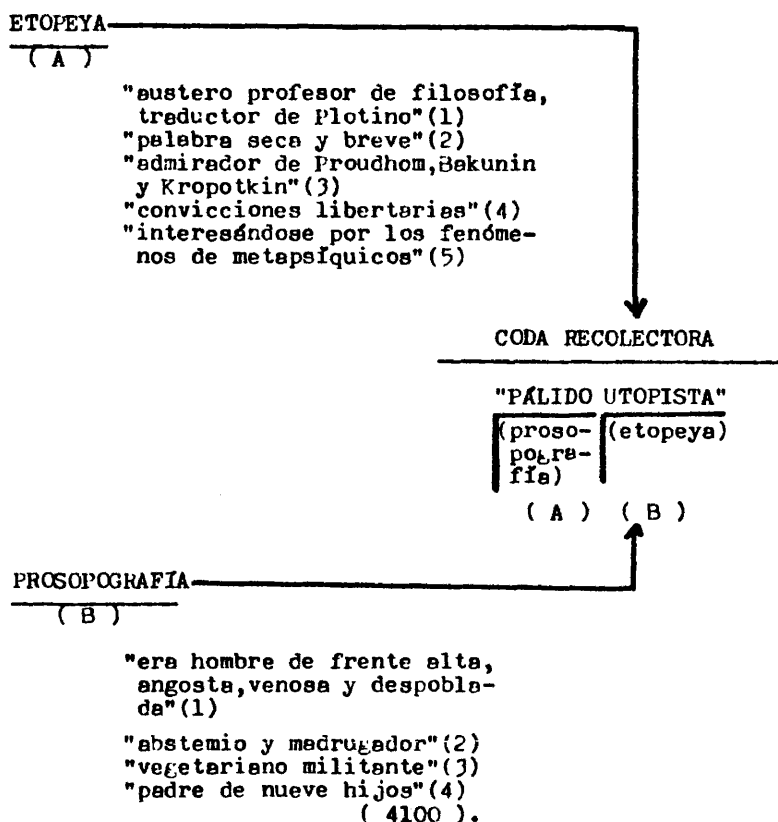 ETOPEYA
( A )
"austero profesor de filosofía,
traductor de Plotino"(1)
"palabra seca y breve"(2)
"admirador de Proudhom,Bakunin
y Kropotkin"(3)
"convicciones libertarias"(4)
"interesándose por los fenóme-
nos de metapsíquicos"(5)
CODA RECOLECTORA
"PÁLIDO UTOPISTA"
(proso- (etopeya)
pogra-
fía)
( A ) ( B )
PROSOPOGRAFÍA
( B )
"era hombre de frente alta,
angosta,venosa y despobla-
da"(1)
"abstemio y madrugador"(2)
"vegetariano militante"(3)
"padre de nueve hijos"(4)
( 4100 ).